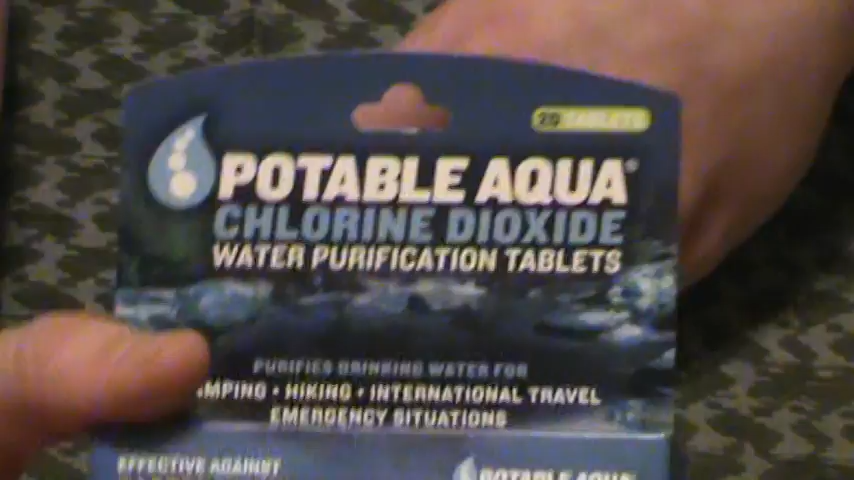 20 TABLETS
POTABLE AQUA®
CHLORINE DIOXIDE
WATER PURIFICATION TABLETS
PURIFIES DRINKING WATER FOR
MPING • HIKING • INTERNATIONAL TRAVEL
EMERGENCY SITUATIONS
EFFECTIVE AGAINST
POTABLE AQUA